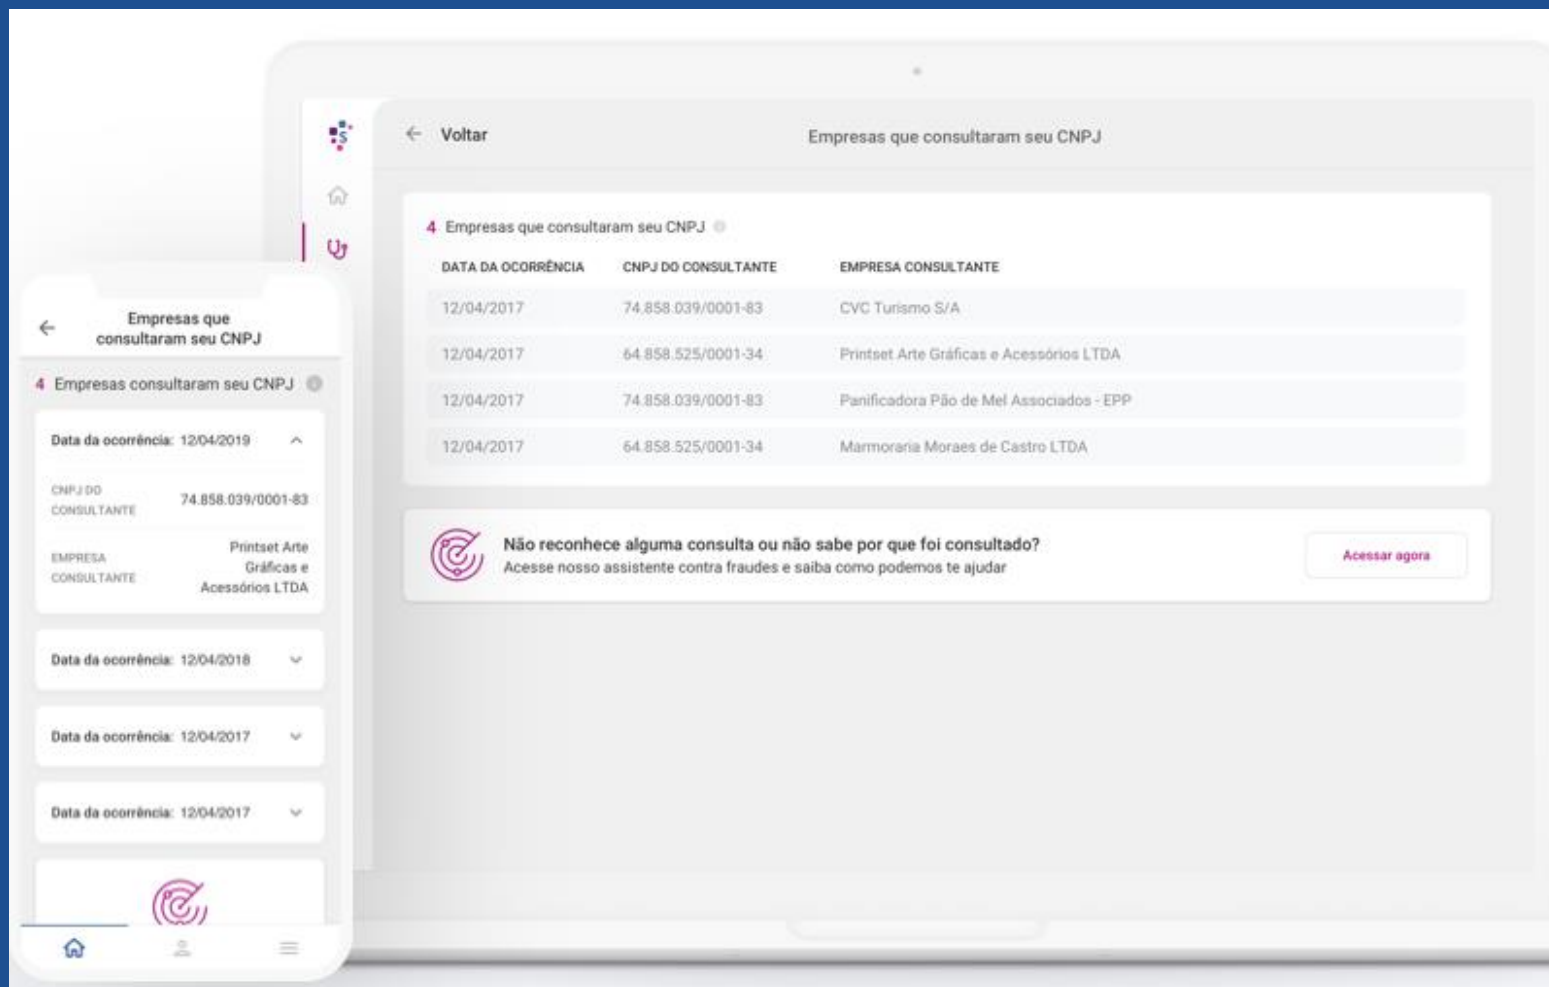 S
Voltar
Empresas que consultaram seu CNPJ
4 Empresas que consultaram seu CNPJ
DATA DA OCORRÊNCIA CNPJ DO CONSULTANTE EMPRESA CONSULTANTE
12/04/2017 74.858.039/0001-83 CVC Turismo S/A
12/04/2017 64.858.525/0001-34 Printset Arte Gráficas e Acessórios LTDA
12/04/2017 74.858.039/0001-83 Panificadora Pão de Mel Associados - EPP
12/04/2017 64.858.525/0001-34 Marmoraria Moraes de Castro LTDA
Não reconhece alguma consulta ou não sabe por que foi consultado?
Acesse nosso assistente contra fraudes e saiba como podemos te ajudar
Acessar agora
Empresas que
consultaram seu CNPJ
4 Empresas consultaram seu CNPJ
Data da ocorrência: 12/04/2019
CNPJ DO
CONSULTANTE
74.858.039/0001-83
EMPRESA
CONSULTANTE
Printset Arte
Gráficas e
Acessórios LTDA
Data da ocorrência: 12/04/2018
Data da ocorrência: 12/04/2017
Data da ocorrência: 12/04/2017